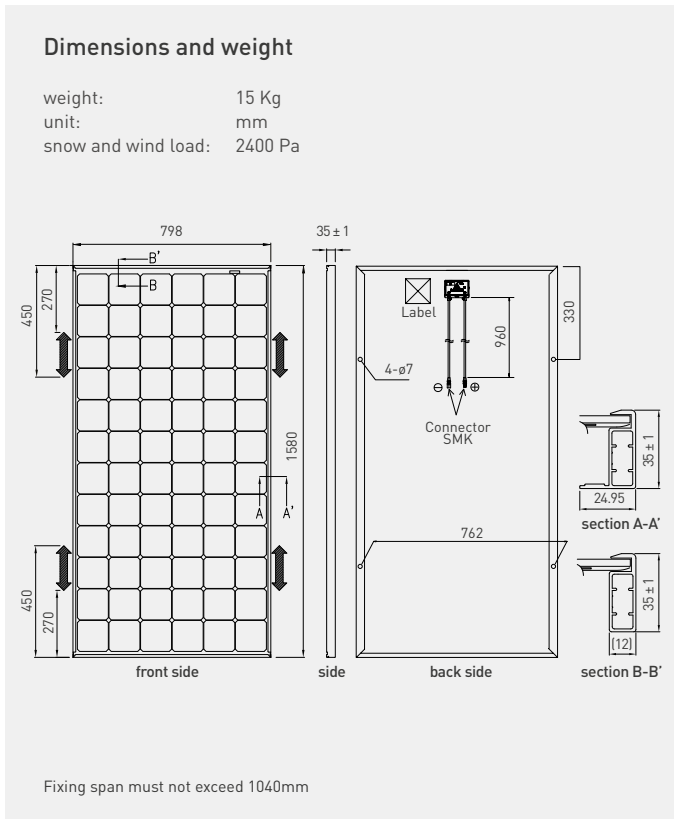 Dimensions and weight
weight: 15 Kg
unit: mm
snow and wind load: 2400 Pa
798
35 ± 1
B’
B
450
270
330
Label
960
4-ø7
⊖
⊕
Connector
SMK
1580
35 ± 1
24.95
section A-A’
A
A’
762
450
270
35 ± 1
(12)
front side
side
back side
section B-B’
Fixing span must not exceed 1040mm